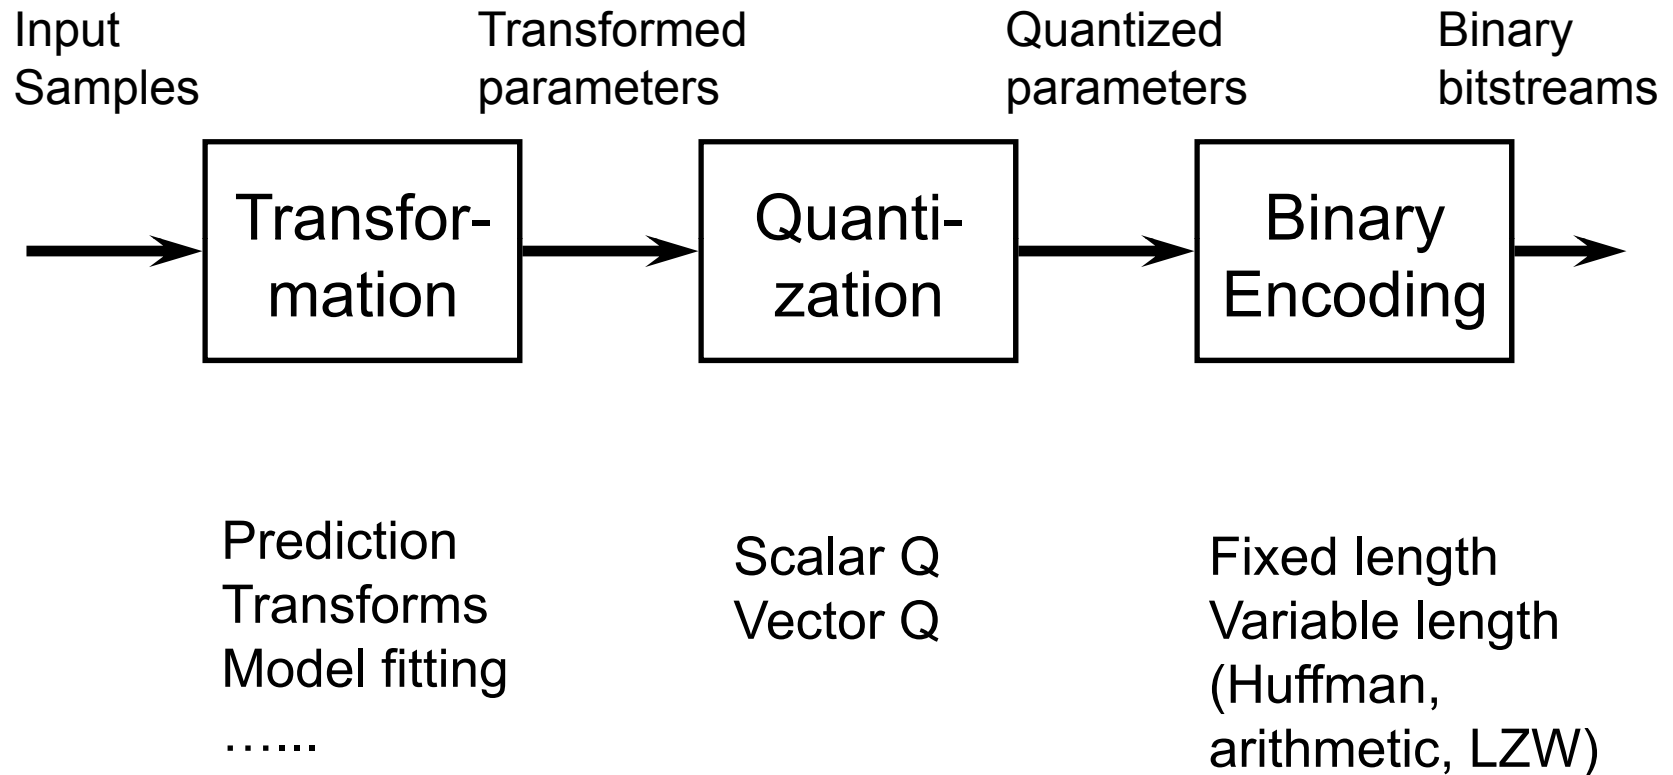 Input
Samples
Transformed
parameters
Quantized
parameters
Binary
bitstreams
Transfor-
mation
Quanti-
zation
Binary
Encoding
Prediction
Transforms
Model fitting
…...
Scalar Q
Vector Q
Fixed length
Variable length
(Huffman,
arithmetic, LZW)